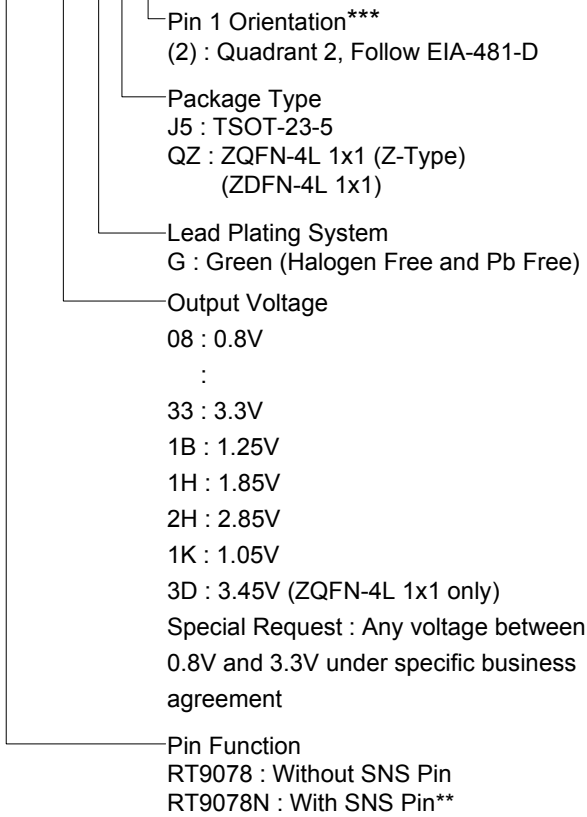 Pin 1 Orientation***
(2) : Quadrant 2, Follow EIA-481-D
Package Type
J5 : TSOT-23-5
QZ : ZQFN-4L 1x1 (Z-Type)
(ZDFN-4L 1x1)
Lead Plating System
G : Green (Halogen Free and Pb Free)
Output Voltage
08 : 0.8V
:
33 : 3.3V
1B : 1.25V
1H : 1.85V
2H : 2.85V
1K : 1.05V
3D : 3.45V (ZQFN-4L 1x1 only)
Special Request : Any voltage between
0.8V and 3.3V under specific business
agreement
Pin Function
RT9078 : Without SNS Pin
RT9078N : With SNS Pin**